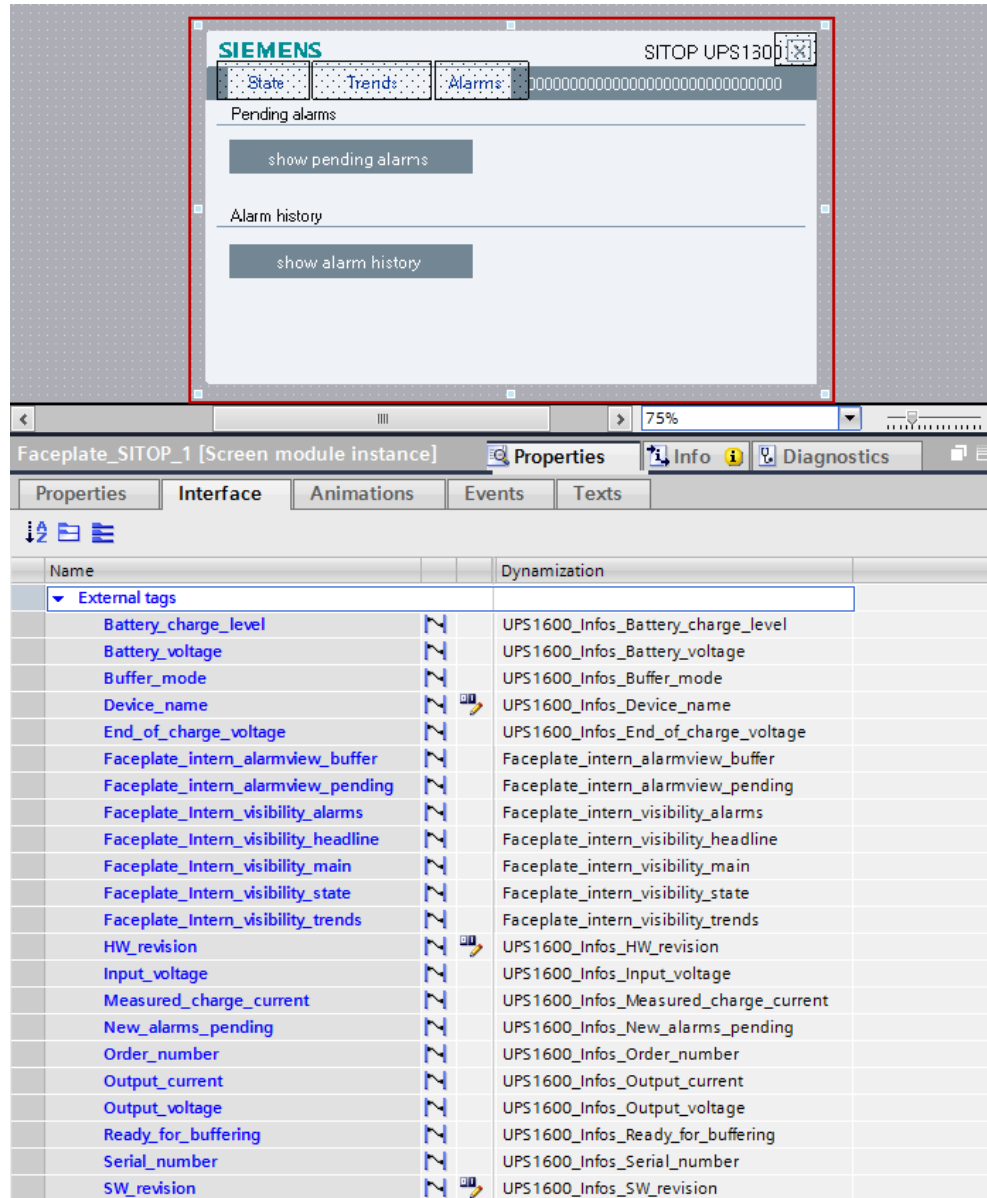 SIEMENS
SITOP UPS1600
State Trends Alarms 00000000000000000000000000000
Pending alarms
show pending alarms
Alarm history
show alarm history
75%
Faceplate_SITOP_1 [Screen module instance] Properties Info Diagnostics
Properties Interface Animations Events Texts
Name Dynamization
External tags
Battery_charge_level UPS1600_Infos_Battery_charge_level
Battery_voltage UPS1600_Infos_Battery_voltage
Buffer_mode UPS1600_Infos_Buffer_mode
Device_name UPS1600_Infos_Device_name
End_of_charge_voltage UPS1600_Infos_End_of_charge_voltage
Faceplate_intern_alarmview_buffer Faceplate_intern_alarmview_buffer
Faceplate_intern_alarmview_pending Faceplate_intern_alarmview_pending
Faceplate_Intern_visibility_alarms Faceplate_intern_visibility_alarms
Faceplate_Intern_visibility_headline Faceplate_intern_visibility_headline
Faceplate_Intern_visibility_main Faceplate_intern_visibility_main
Faceplate_Intern_visibility_state Faceplate_intern_visibility_state
Faceplate_Intern_visibility_trends Faceplate_intern_visibility_trends
HW_revision UPS1600_Infos_HW_revision
Input_voltage UPS1600_Infos_Input_voltage
Measured_charge_current UPS1600_Infos_Measured_charge_current
New_alarms_pending UPS1600_Infos_New_alarms_pending
Order_number UPS1600_Infos_Order_number
Output_current UPS1600_Infos_Output_current
Output_voltage UPS1600_Infos_Output_voltage
Ready_for_buffering UPS1600_Infos_Ready_for_buffering
Serial_number UPS1600_Infos_Serial_number
SW_revision UPS1600_Infos_SW_revision